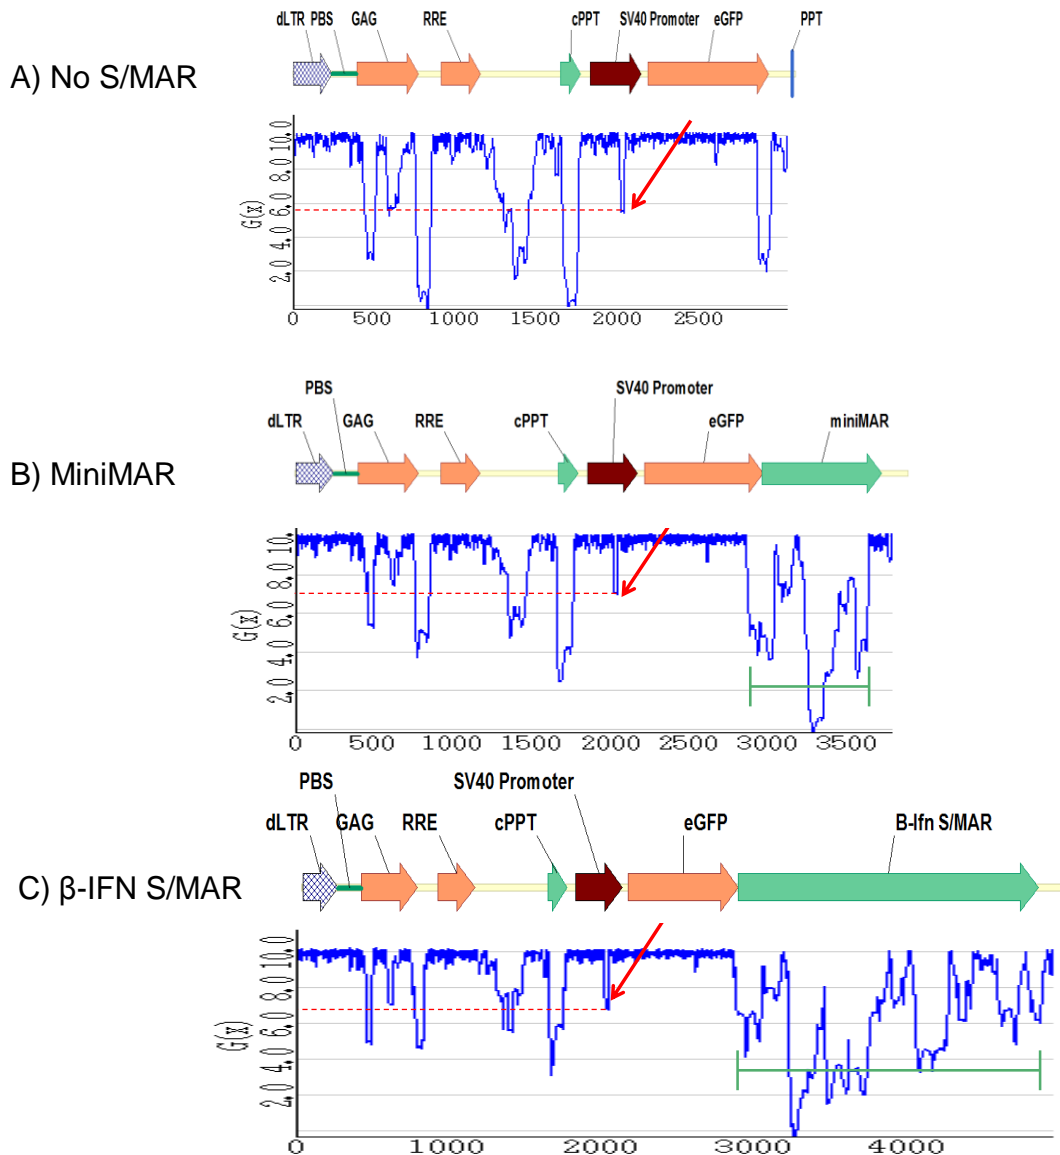 dLTR PBS GAG RRE cPPT SV40 Promoter eGFP PPT
A) No S/MAR
G(x)
10.0
8.0
6.0
4.0
2.0
0 500 1000 1500 2000 2500
PBS SV40 Promoter
dLTR GAG RRE cPPT eGFP miniMAR
B) MiniMAR
G(x)
10.0
8.0
6.0
4.0
2.0
0 500 1000 1500 2000 2500 3000 3500
PBS SV40 Promoter
dLTR GAG RRE cPPT eGFP B-Ifn S/MAR
C) β-IFN S/MAR
G(x)
10.0
8.0
6.0
4.0
2.0
0 1000 2000 3000 4000